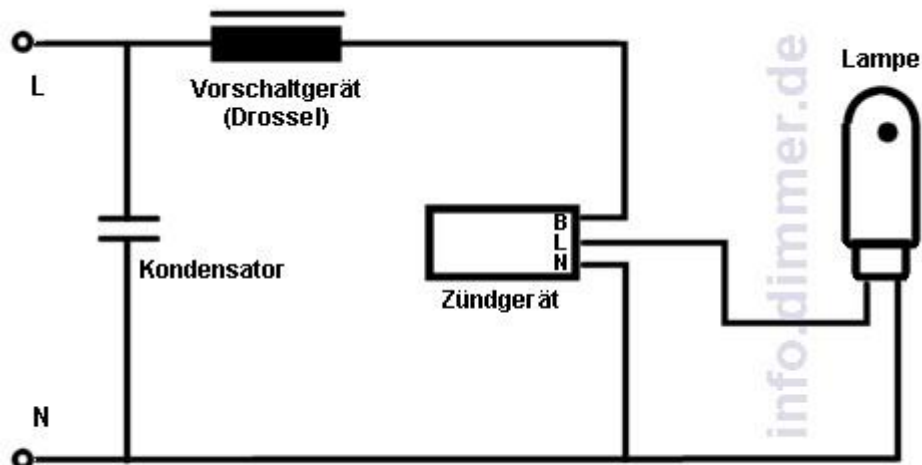 L
Vorschaltgerät
(Drossel)
Lampe
Kondensator
B
L
N
Zündgerät
N
info.dimmer.de